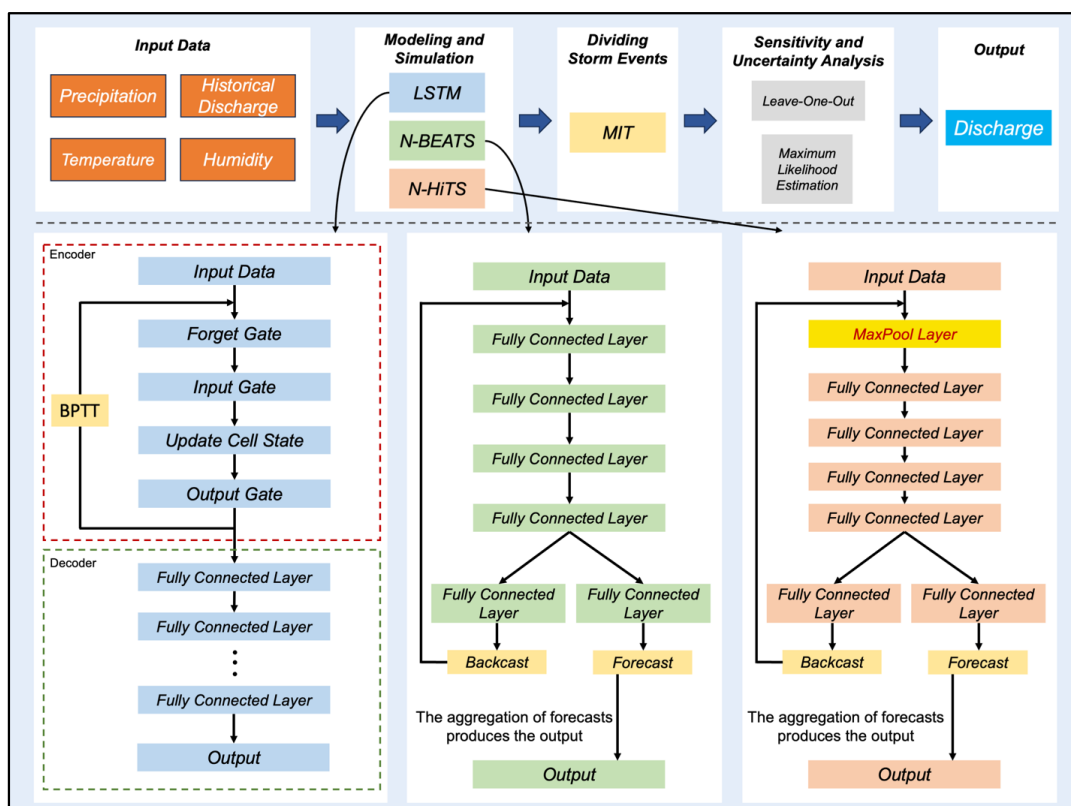 Input Data
Precipitation
Historical
Discharge
Temperature
Humidity
Modeling and
Simulation
LSTM
N-BEATS
N-HiTS
Dividing
Storm Events
MIT
Sensitivity and
Uncertainty Analysis
Leave-One-Out
Maximum
Likelihood
Estimation
Output
Discharge
Encoder
Input Data
Forget Gate
Input Gate
BPTT
Update Cell State
Output Gate
Decoder
Fully Connected Layer
Fully Connected Layer
Fully Connected Layer
Output
Input Data
Fully Connected Layer
Fully Connected Layer
Fully Connected Layer
Fully Connected Layer
Fully Connected
Layer
Fully Connected
Layer
Backcast
Forecast
The aggregation of forecasts
produces the output
Output
Input Data
MaxPool Layer
Fully Connected Layer
Fully Connected Layer
Fully Connected Layer
Fully Connected Layer
Fully Connected
Layer
Fully Connected
Layer
Backcast
Forecast
The aggregation of forecasts
produces the output
Output